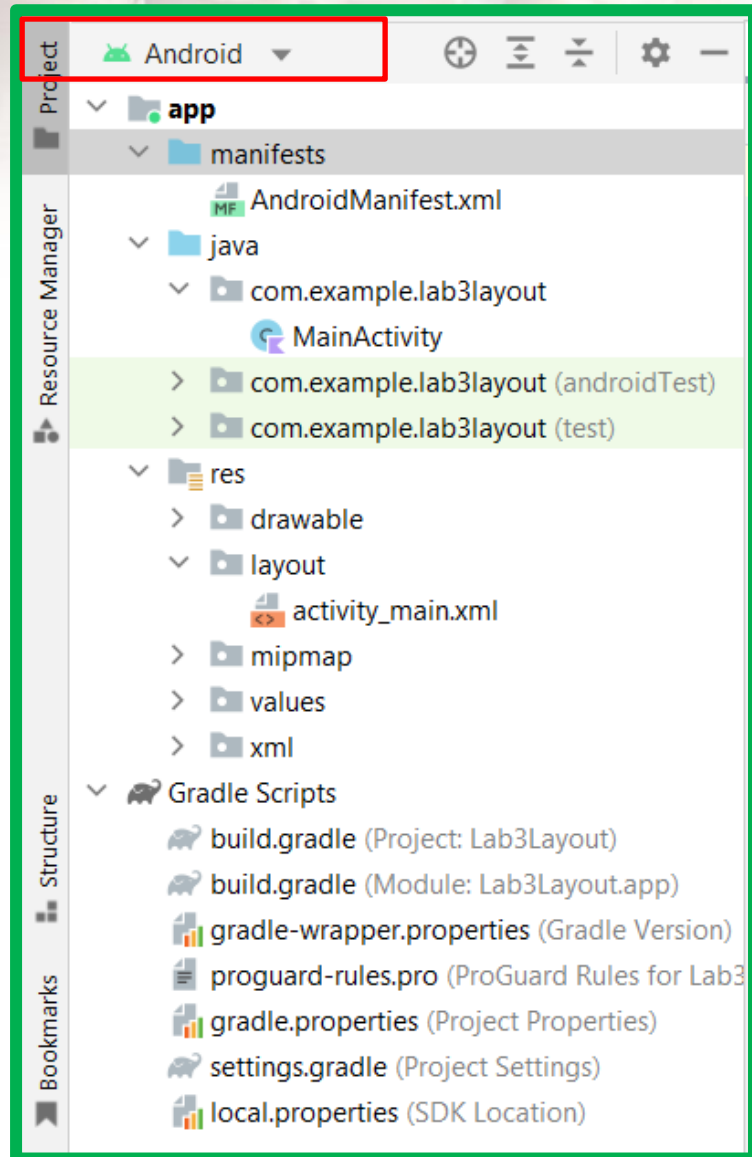 Project
Resource Manager
Structure
Bookmarks
Android
app
manifests
MF AndroidManifest.xml
java
com.example.lab3layout
C MainActivity
com.example.lab3layout (androidTest)
com.example.lab3layout (test)
res
drawable
layout
<> activity_main.xml
mipmap
values
xml
Gradle Scripts
build.gradle (Project: Lab3Layout)
build.gradle (Module: Lab3Layout.app)
gradle-wrapper.properties (Gradle Version)
proguard-rules.pro (ProGuard Rules for Lab3
gradle.properties (Project Properties)
settings.gradle (Project Settings)
local.properties (SDK Location)